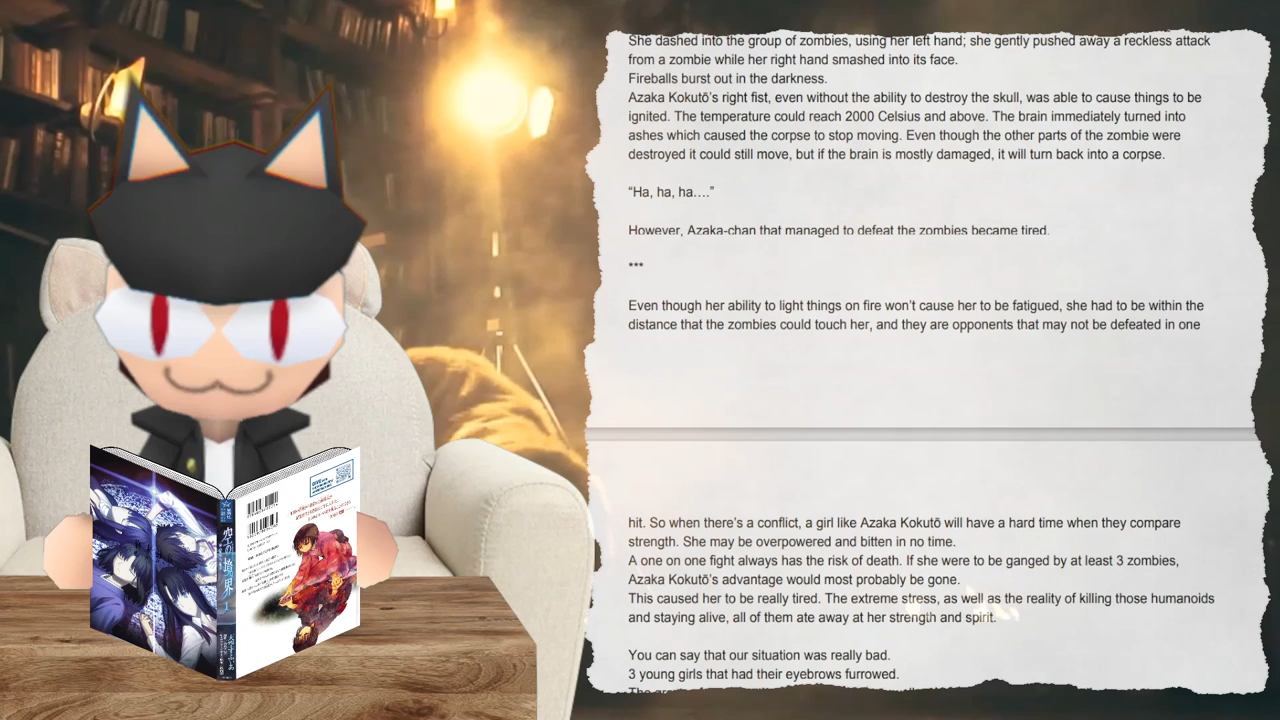 She dashed into the group of zombies, using her left hand; she gently pushed away a reckless attack
from a zombie while her right hand smashed into its face.
Fireballs burst out in the darkness.
Azaka Kokutō's right fist, even without the ability to destroy the skull, was able to cause things to be
ignited. The temperature could reach 2000 Celsius and above. The brain immediately turned into
ashes which caused the corpse to stop moving. Even though the other parts of the zombie were
destroyed it could still move, but if the brain is mostly damaged, it will turn back into a corpse.
“Ha, ha, ha....”
However, Azaka-chan that managed to defeat the zombies became tired.
***
Even though her ability to light things on fire won't cause her to be fatigued, she had to be within the
distance that the zombies could touch her, and they are opponents that may not be defeated in one
hit. So when there's a conflict, a girl like Azaka Kokutō will have a hard time when they compare
strength. She may be overpowered and bitten in no time.
A one on one fight always has the risk of death. If she were to be ganged by at least 3 zombies,
Azaka Kokutō's advantage would most probably be gone.
This caused her to be really tired. The extreme stress, as well as the reality of killing those humanoids
and staying alive, all of them ate away at her strength and spirit.
You can say that our situation was really bad.
3 young girls that had their eyebrows furrowed.
空の境界 1